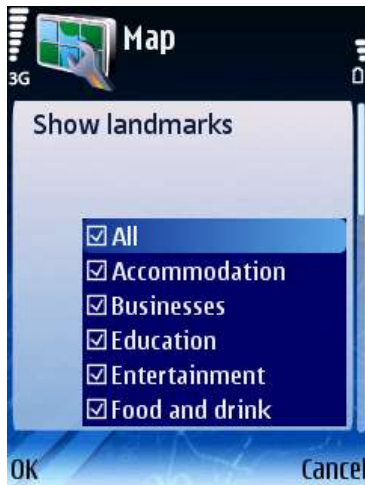 Map
3G
Show landmarks
All
Accommodation
Businesses
Education
Entertainment
Food and drink
OK Cancel